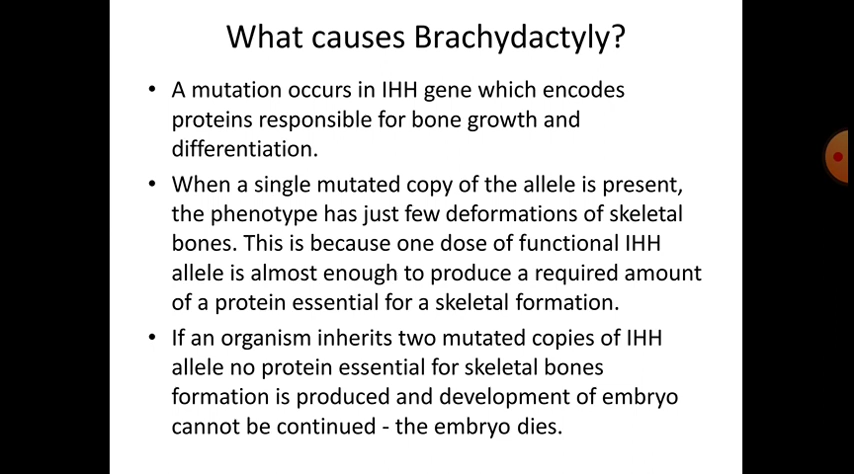 What causes Brachydactyly?
• A mutation occurs in IHH gene which encodes
proteins responsible for bone growth and
differentiation.
• When a single mutated copy of the allele is present,
the phenotype has just few deformations of skeletal
bones. This is because one dose of functional IHH
allele is almost enough to produce a required amount
of a protein essential for a skeletal formation.
• If an organism inherits two mutated copies of IHH
allele no protein essential for skeletal bones
formation is produced and development of embryo
cannot be continued - the embryo dies.